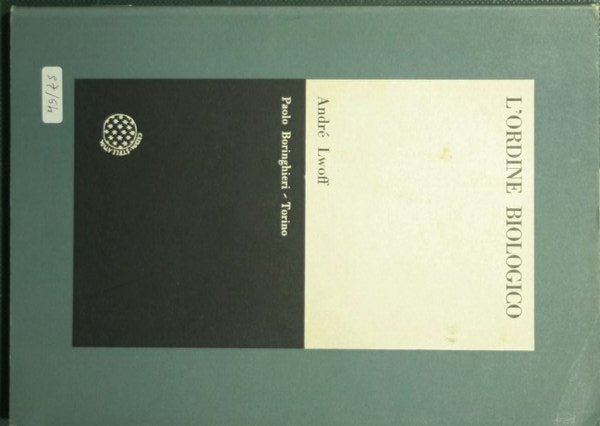 L'ORDINE BIOLOGICO
André Lwoff
Paolo Boringhieri - Torino